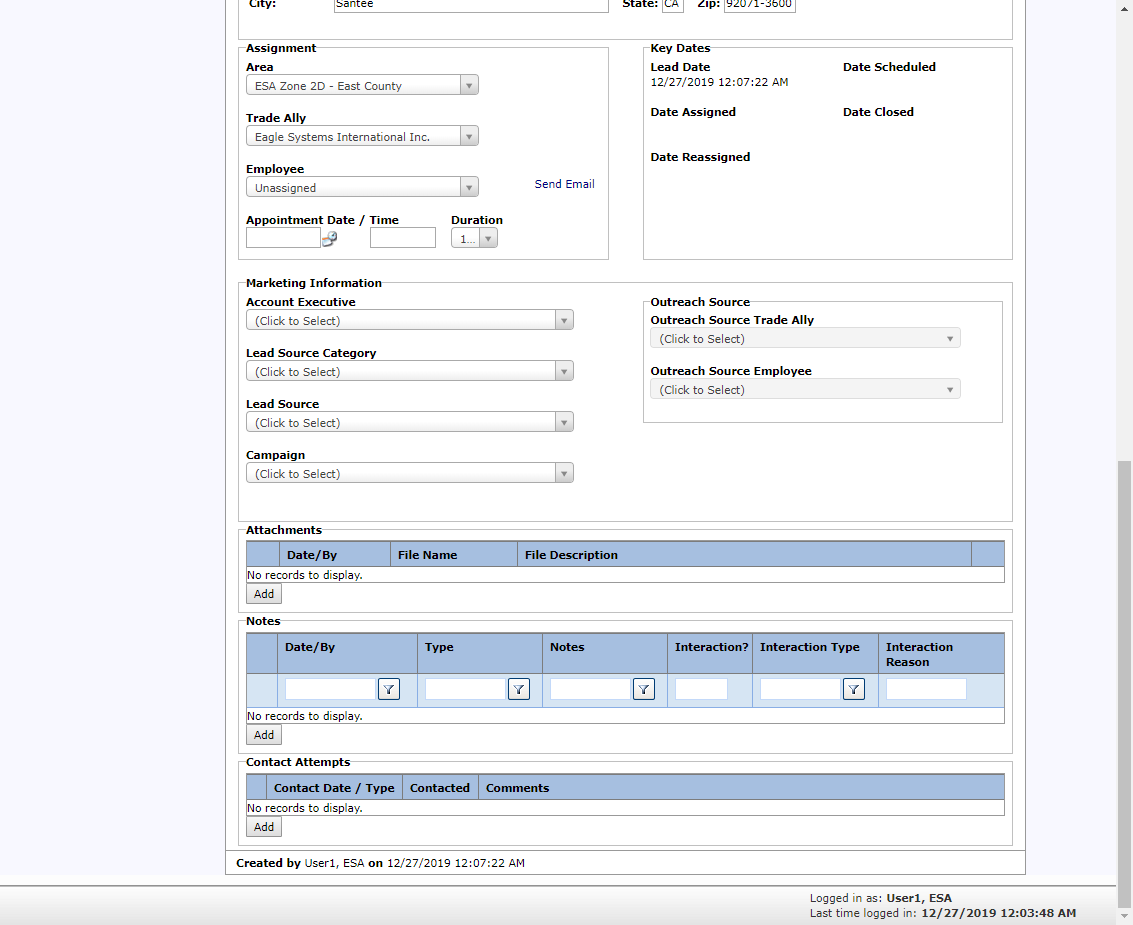 City: Santee State: CA Zip: 92071-3600
Assignment
Area
ESA Zone 2D - East County
Trade Ally
Eagle Systems International Inc.
Employee
Unassigned
Send Email
Appointment Date / Time Duration
1...
Key Dates
Lead Date Date Scheduled
12/27/2019 12:07:22 AM
Date Assigned Date Closed
Date Reassigned
Marketing Information
Account Executive
(Click to Select)
Lead Source Category
(Click to Select)
Lead Source
(Click to Select)
Campaign
(Click to Select)
Outreach Source
Outreach Source Trade Ally
(Click to Select)
Outreach Source Employee
(Click to Select)
Attachments
Date/By File Name File Description
No records to display.
Add
Notes
Date/By Type Notes Interaction? Interaction Type Interaction
Reason
No records to display.
Add
Contact Attempts
Contact Date / Type Contacted Comments
No records to display.
Add
Created by User1, ESA on 12/27/2019 12:07:22 AM
Logged in as: User1, ESA
Last time logged in: 12/27/2019 12:03:48 AM